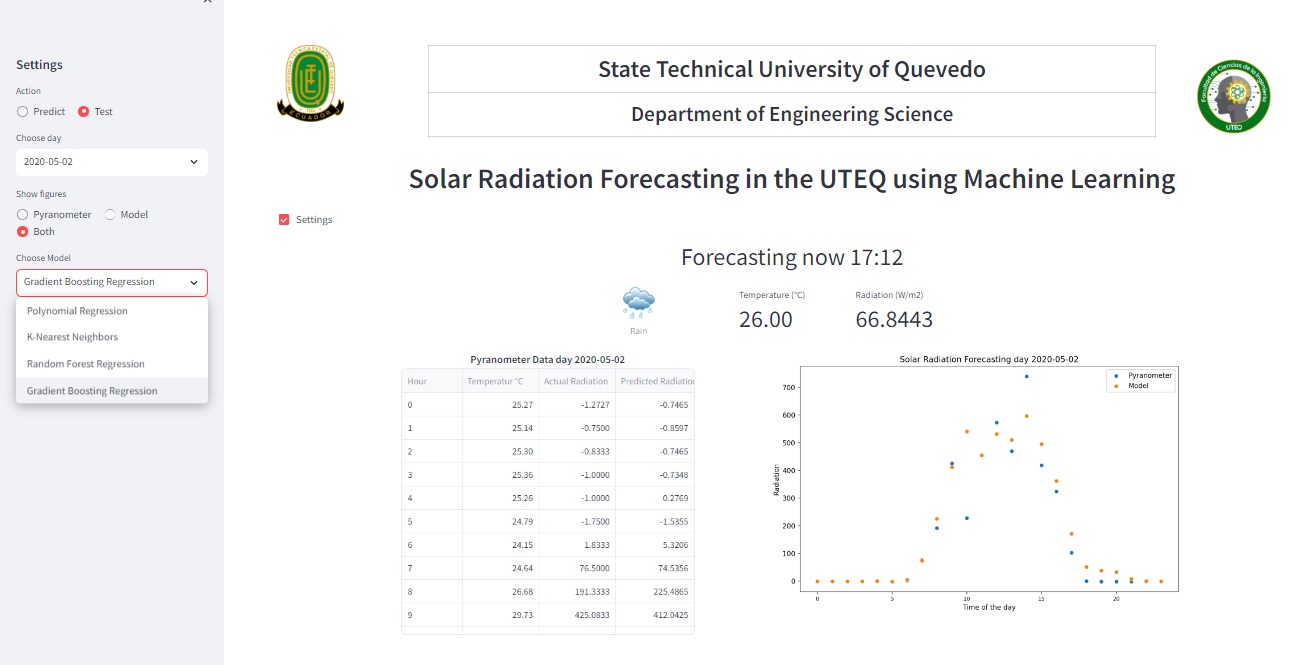 Settings
Action
Predict Test
Choose day
2020-05-02
Show figures
Pyranometer Model
Both
Choose Model
Gradient Boosting Regression
Polynomial Regression
K-Nearest Neighbors
Random Forest Regression
Gradient Boosting Regression
ECUADOR
State Technical University of Quevedo
Department of Engineering Science
Facultad de Ciencias de la Ingeniería
UTEQ
Solar Radiation Forecasting in the UTEQ using Machine Learning
Settings
Forecasting now 17:12
Rain
Temperature (°C)
26.00
Radiation (W/m2)
66.8443
Pyranometer Data day 2020-05-02
Hour Temperatur °C Actual Radiation Predicted Radiation
0 25.27 -1.2727 -0.7465
1 25.14 -0.7500 -0.8597
2 25.30 -0.8333 -0.7465
3 25.36 -1.0000 -0.7348
4 25.26 -1.0000 0.2769
5 24.79 -1.7500 -1.5355
6 24.15 1.8333 5.3206
7 24.64 76.5000 74.5356
8 26.68 191.3333 225.4865
9 29.73 425.0833 412.0425
Solar Radiation Forecasting day 2020-05-02
Pyranometer
Model
Radiation
700
600
500
400
300
200
100
0
0 5 10 15 20
Time of the day